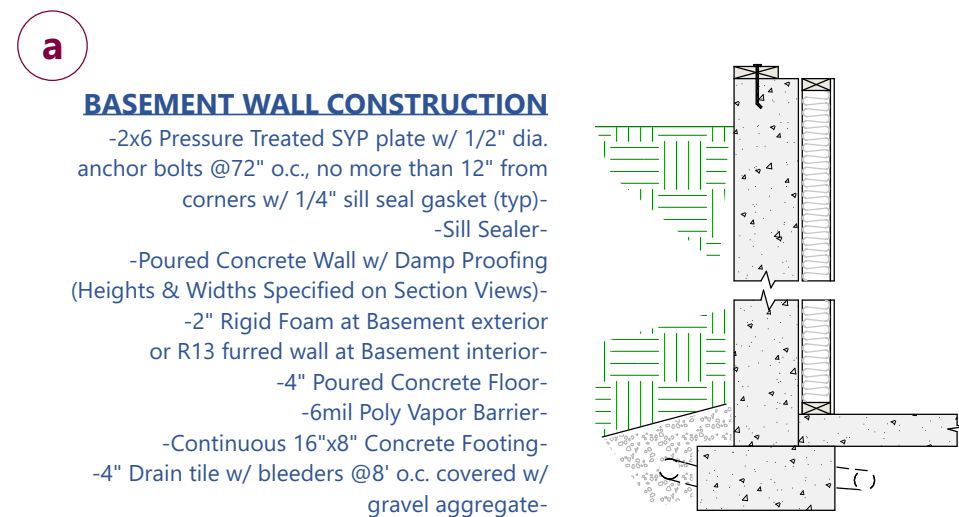 a
BASEMENT WALL CONSTRUCTION
-2x6 Pressure Treated SYP plate w/ 1/2" dia.
anchor bolts @72" o.c., no more than 12" from
corners w/ 1/4" sill seal gasket (typ)-
-Sill Sealer-
-Poured Concrete Wall w/ Damp Proofing
(Heights & Widths Specified on Section Views)-
-2" Rigid Foam at Basement exterior
or R13 furred wall at Basement interior-
-4" Poured Concrete Floor-
-6mil Poly Vapor Barrier-
-Continuous 16"x8" Concrete Footing-
-4" Drain tile w/ bleeders @8' o.c. covered w/
gravel aggregate-